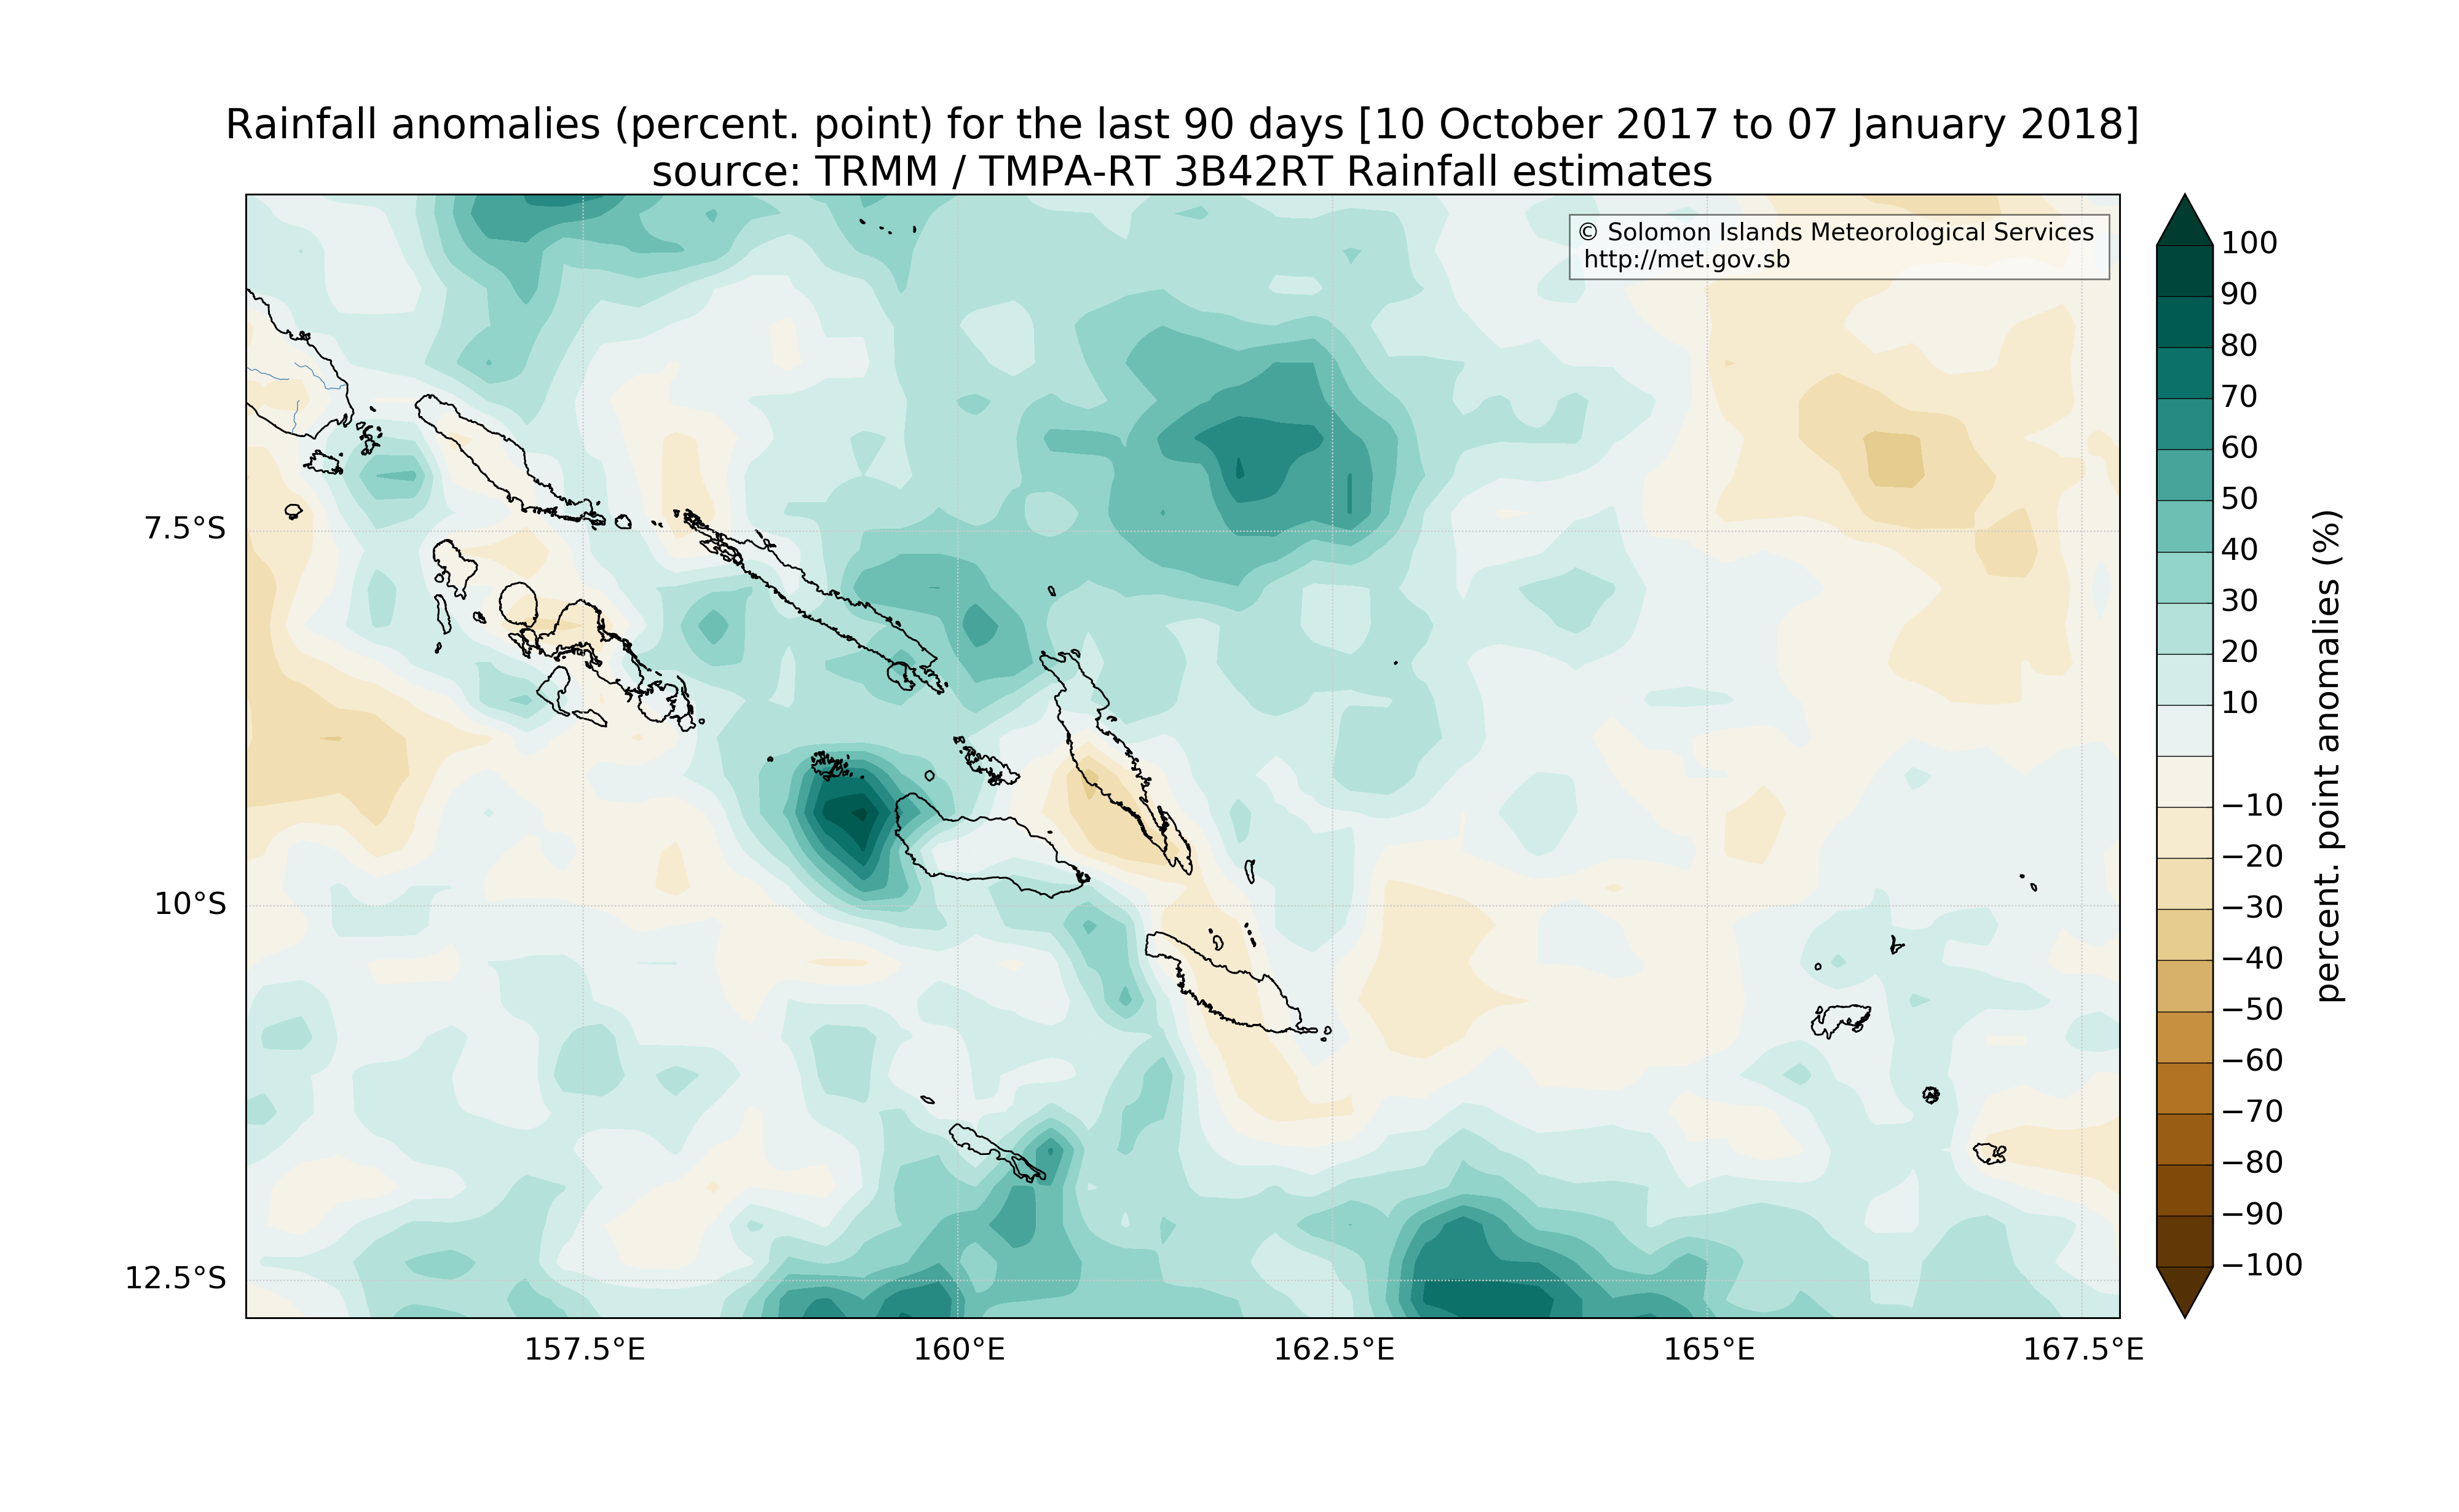 Rainfall anomalies (percent. point) for the last 90 days [10 October 2017 to 07 January 2018]
source: TRMM / TMPA-RT 3B42RT Rainfall estimates
© Solomon Islands Meteorological Services
http://met.gov.sb
7.5°S
10°S
12.5°S
157.5°E
160°E
162.5°E
165°E
167.5°E
100
90
80
70
60
50
40
30
20
10
−10
−20
−30
−40
−50
−60
−70
−80
−90
−100
percent. point anomalies (%)